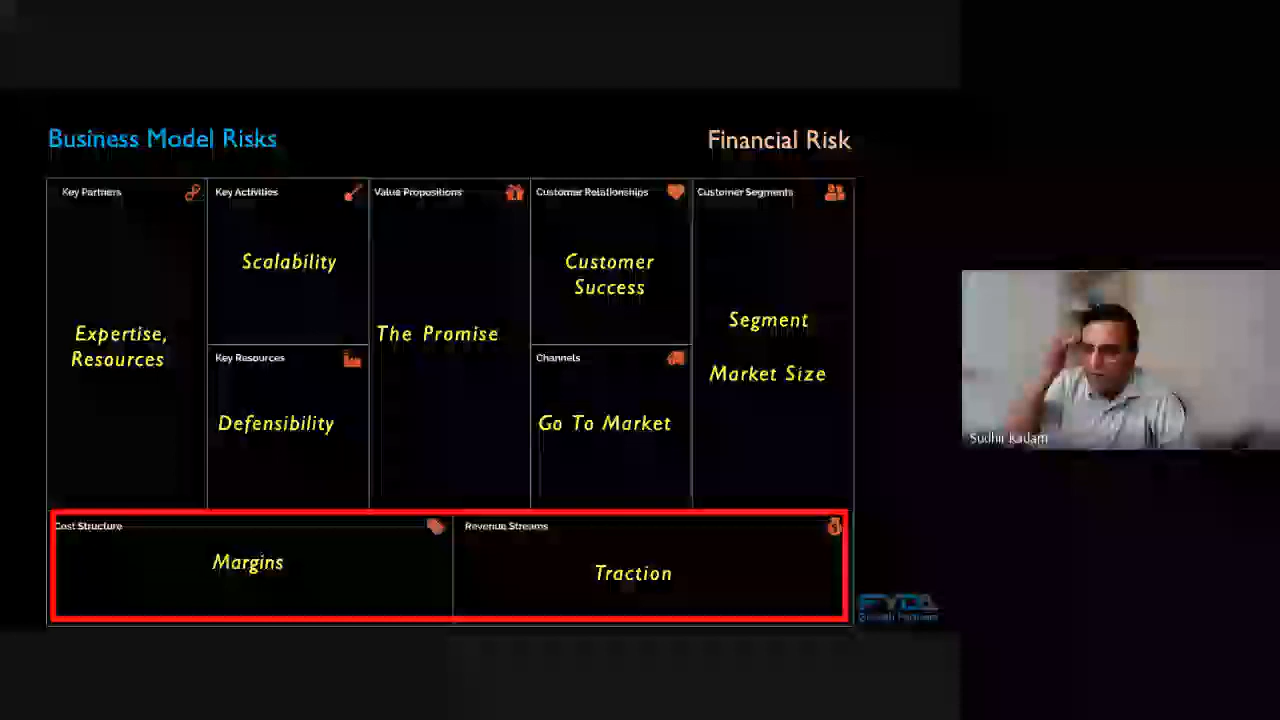 Business Model Risks
Financial Risk
Key Partners
Key Activities
Value Propositions
Customer Relationships
Customer Segments
Scalability
Customer
Success
Expertise,
Resources
The Promise
Segment
Market Size
Key Resources
Channels
Defensibility
Go To Market
Cost Structure
Revenue Streams
Margins
Traction
Growth Partners
Sudhir Kadam